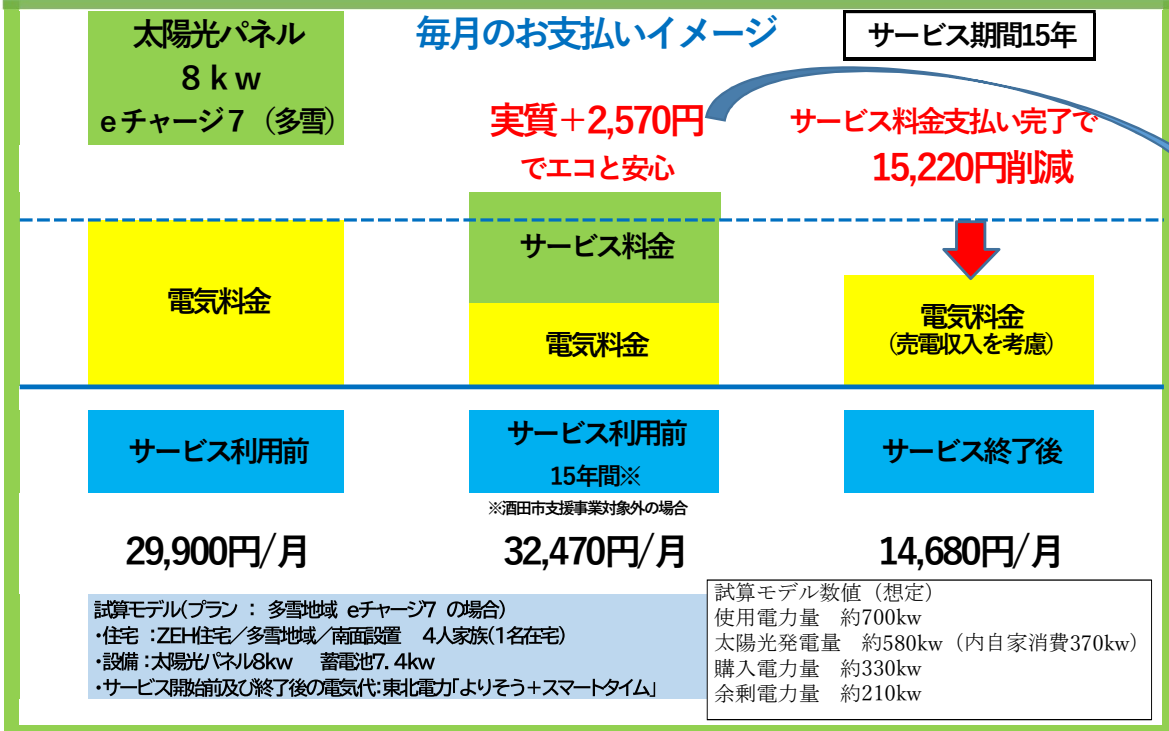 太陽光パネル
8ｋｗ
eチャージ７（多雪）
毎月のお支払いイメージ
サービス期間15年
実質＋2,570円
でエコと安心
サービス料金支払い完了で
15,220円削減
電気料金
サービス料金
電気料金
電気料金
（売電収入を考慮）
サービス利用前
サービス利用前
15年間※
※酒田市支援事業対象外の場合
サービス終了後
29,900円/月
32,470円/月
14,680円/月
試算モデル(プラン ： 多雪地域 eチャージ7 の場合)
・住宅 ：ZEH住宅／多雪地域／南面設置　4人家族(1名在宅)
・設備：太陽光パネル8kw　蓄電池7.4kw
・サービス開始前及び終了後の電気代：東北電力「よりそう＋スマートタイム」
試算モデル数値（想定）
使用電力量　約700kw
太陽光発電量　約580kw（内自家消費370kw）
購入電力量　約330kw
余剰電力量　約210kw